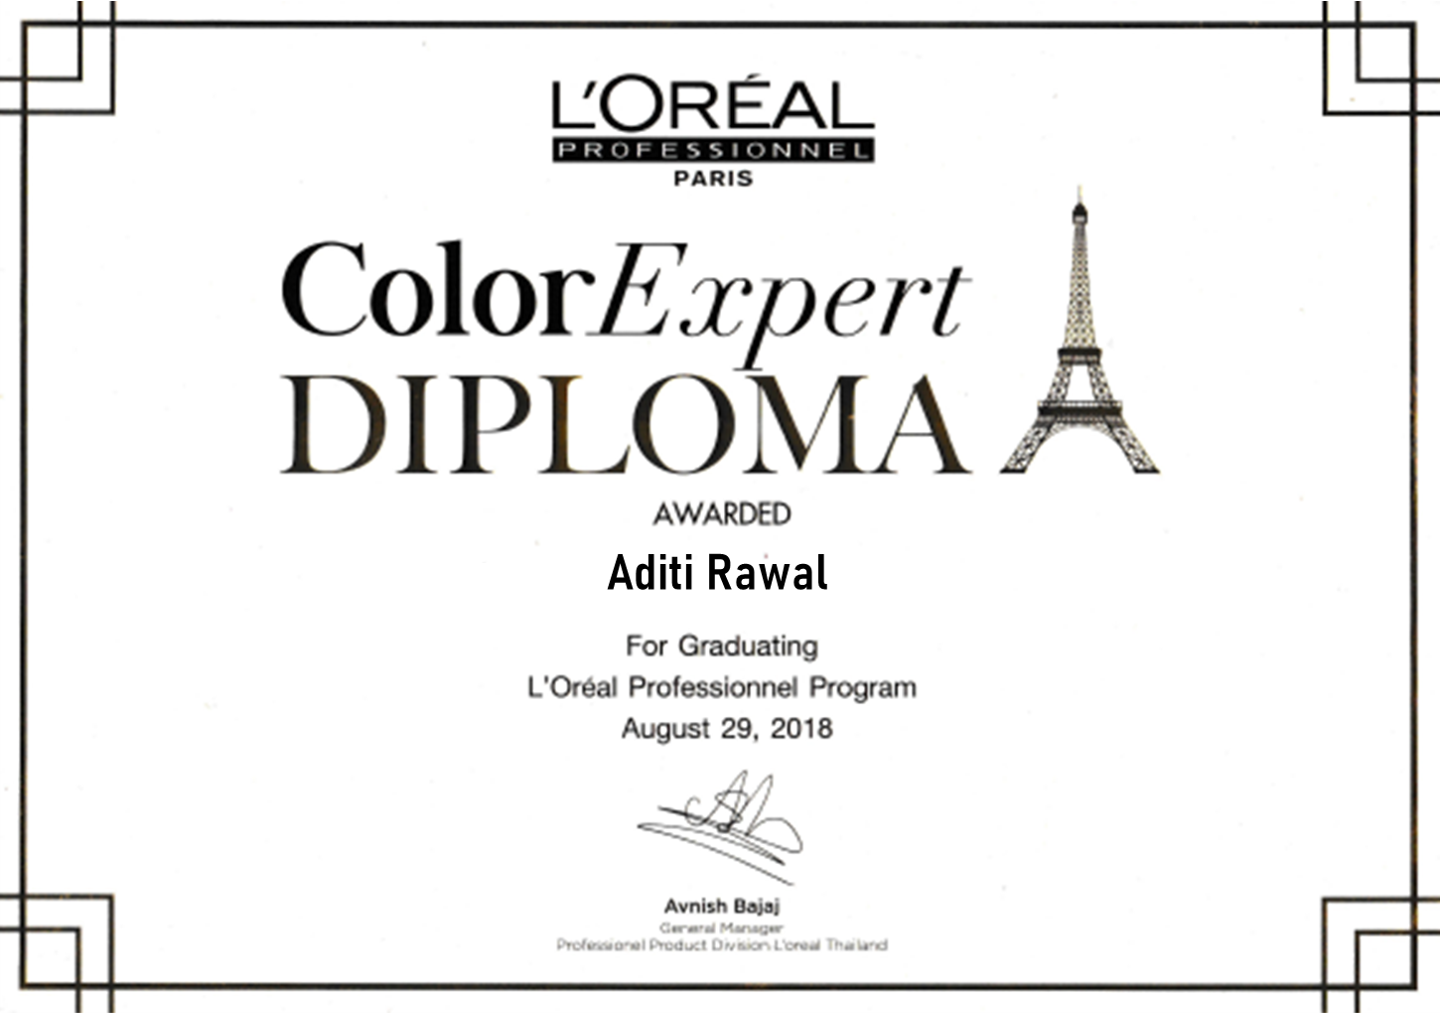 L'ORÉAL
PROFESSIONNEL
PARIS
ColorExpert
DIPLOMA
AWARDED
Aditi Rawal
For Graduating
L'Oréal Professionnel Program
August 29, 2018
Avnish Bajaj
General Manager
Professionel Product Division L'oreal Thailand